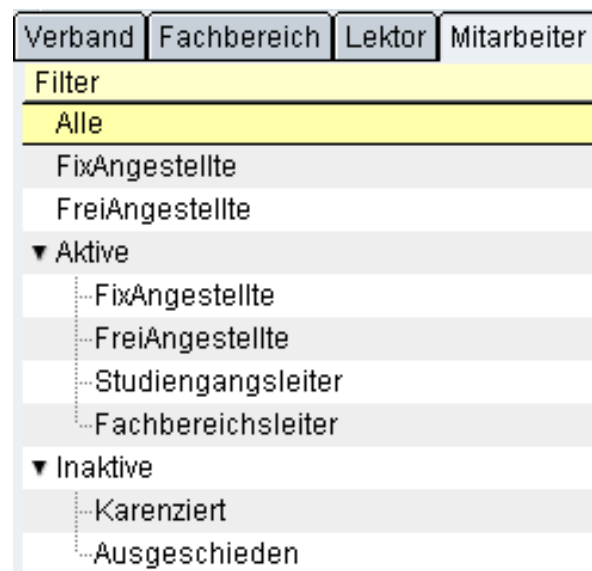 Verband Fachbereich Lektor Mitarbeiter
Filter
Alle
FixAngestellte
FreiAngestellte
Aktive
FixAngestellte
FreiAngestellte
Studiengangsleiter
Fachbereichsleiter
Inaktive
Karenziert
Ausgeschieden